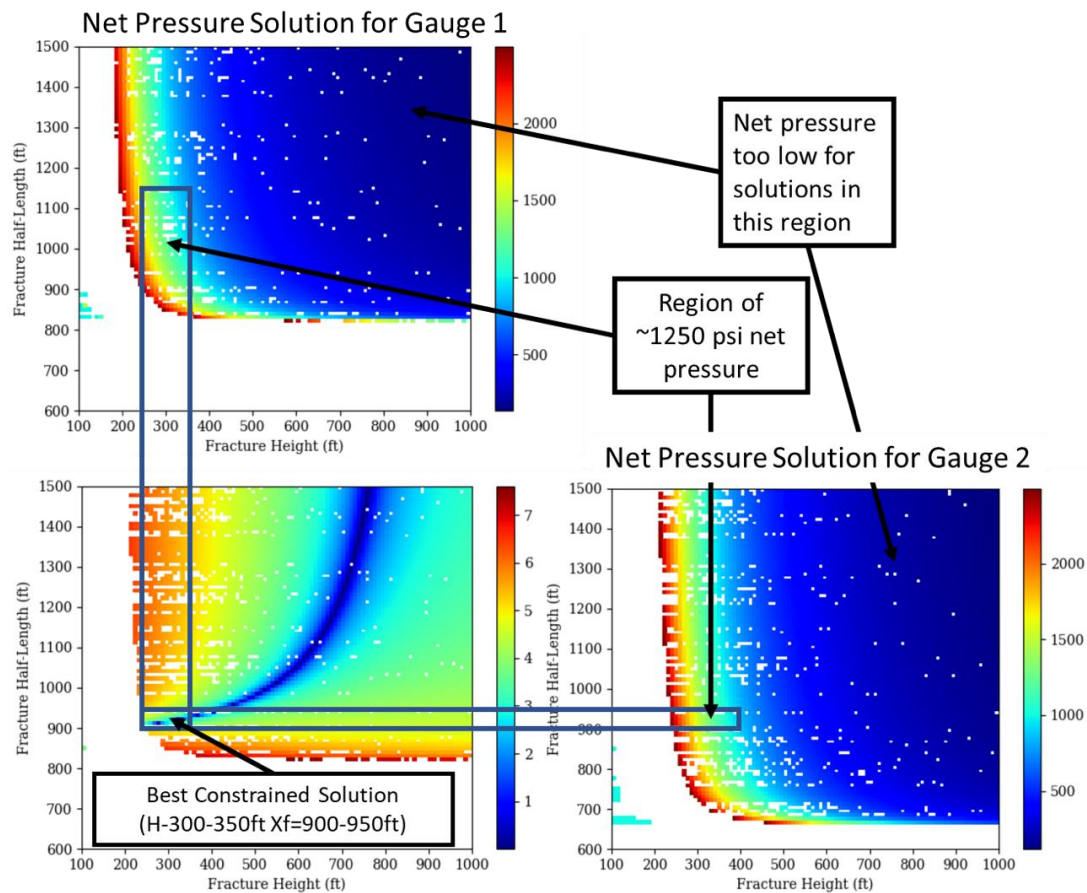 Net Pressure Solution for Gauge 1
1500
1400
1300
1200
1100
1000
900
800
700
600
Fracture Half-Length (ft)
100 200 300 400 500 600 700 800 900 1000
Fracture Height (ft)
2000
1500
1000
500
Net pressure
too low for
solutions in
this region
Region of
~1250 psi net
pressure
1500
1400
1300
1200
1100
1000
900
800
700
600
Fracture Half-Length (ft)
100 200 300 400 500 600 700 800 900 1000
Fracture Height (ft)
7
6
5
4
3
2
1
Best Constrained Solution
(H-300-350ft Xf=900-950ft)
Net Pressure Solution for Gauge 2
1500
1400
1300
1200
1100
1000
900
800
700
600
Fracture Half-Length (ft)
100 200 300 400 500 600 700 800 900 1000
Fracture Height (ft)
2000
1500
1000
500